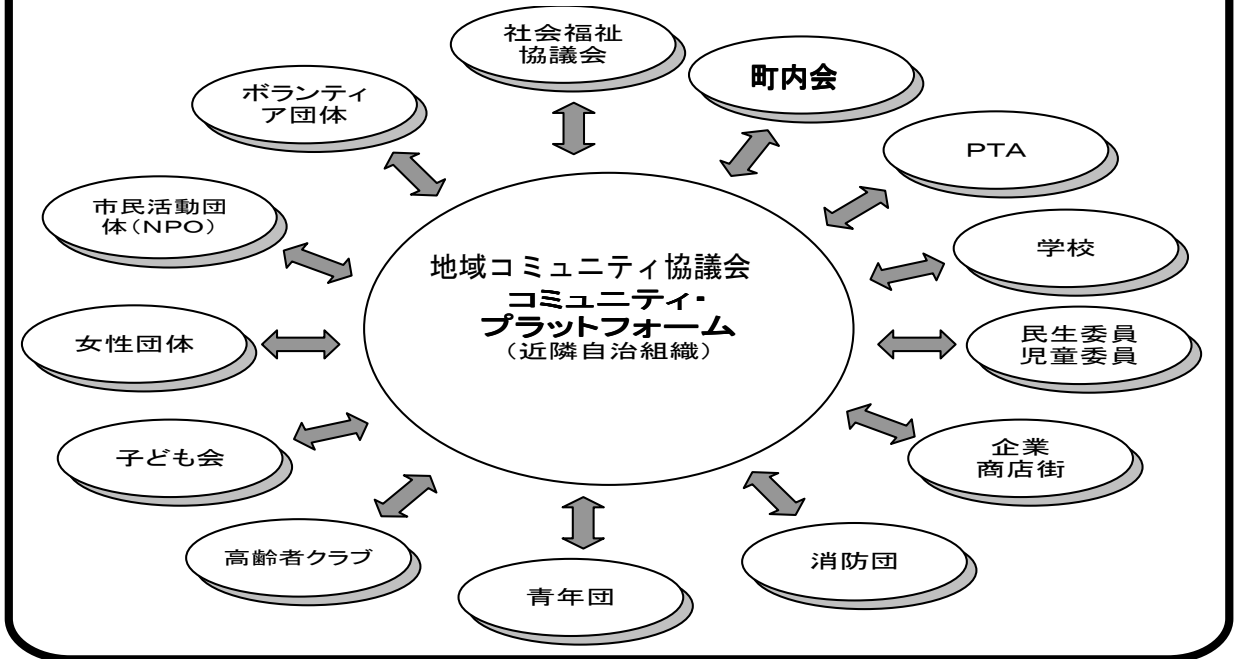 社会福祉
協議会
町内会
ボランティ
ア団体
PTA
市民活動団
体(NPO)
学校
地域コミュニティ協議会
コミュニティ・
プラットフォーム
(近隣自治組織)
女性団体
民生委員
児童委員
子ども会
企業
商店街
高齢者クラブ
消防団
青年団